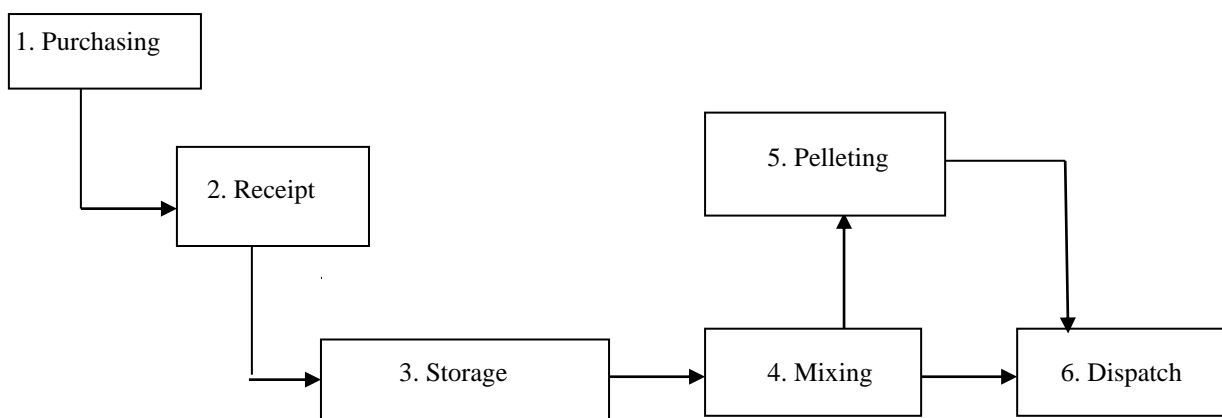 1. Purchasing
2. Receipt
5. Pelleting
3. Storage
4. Mixing
6. Dispatch